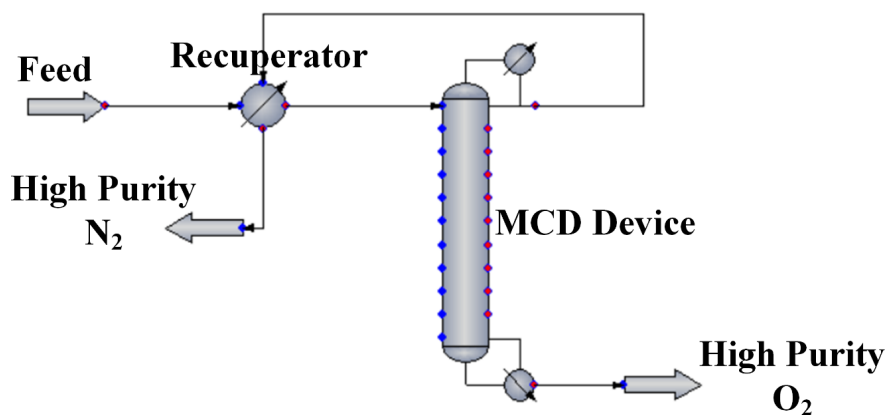 Recuperator
Feed
High Purity
N₂
MCD Device
High Purity
O₂